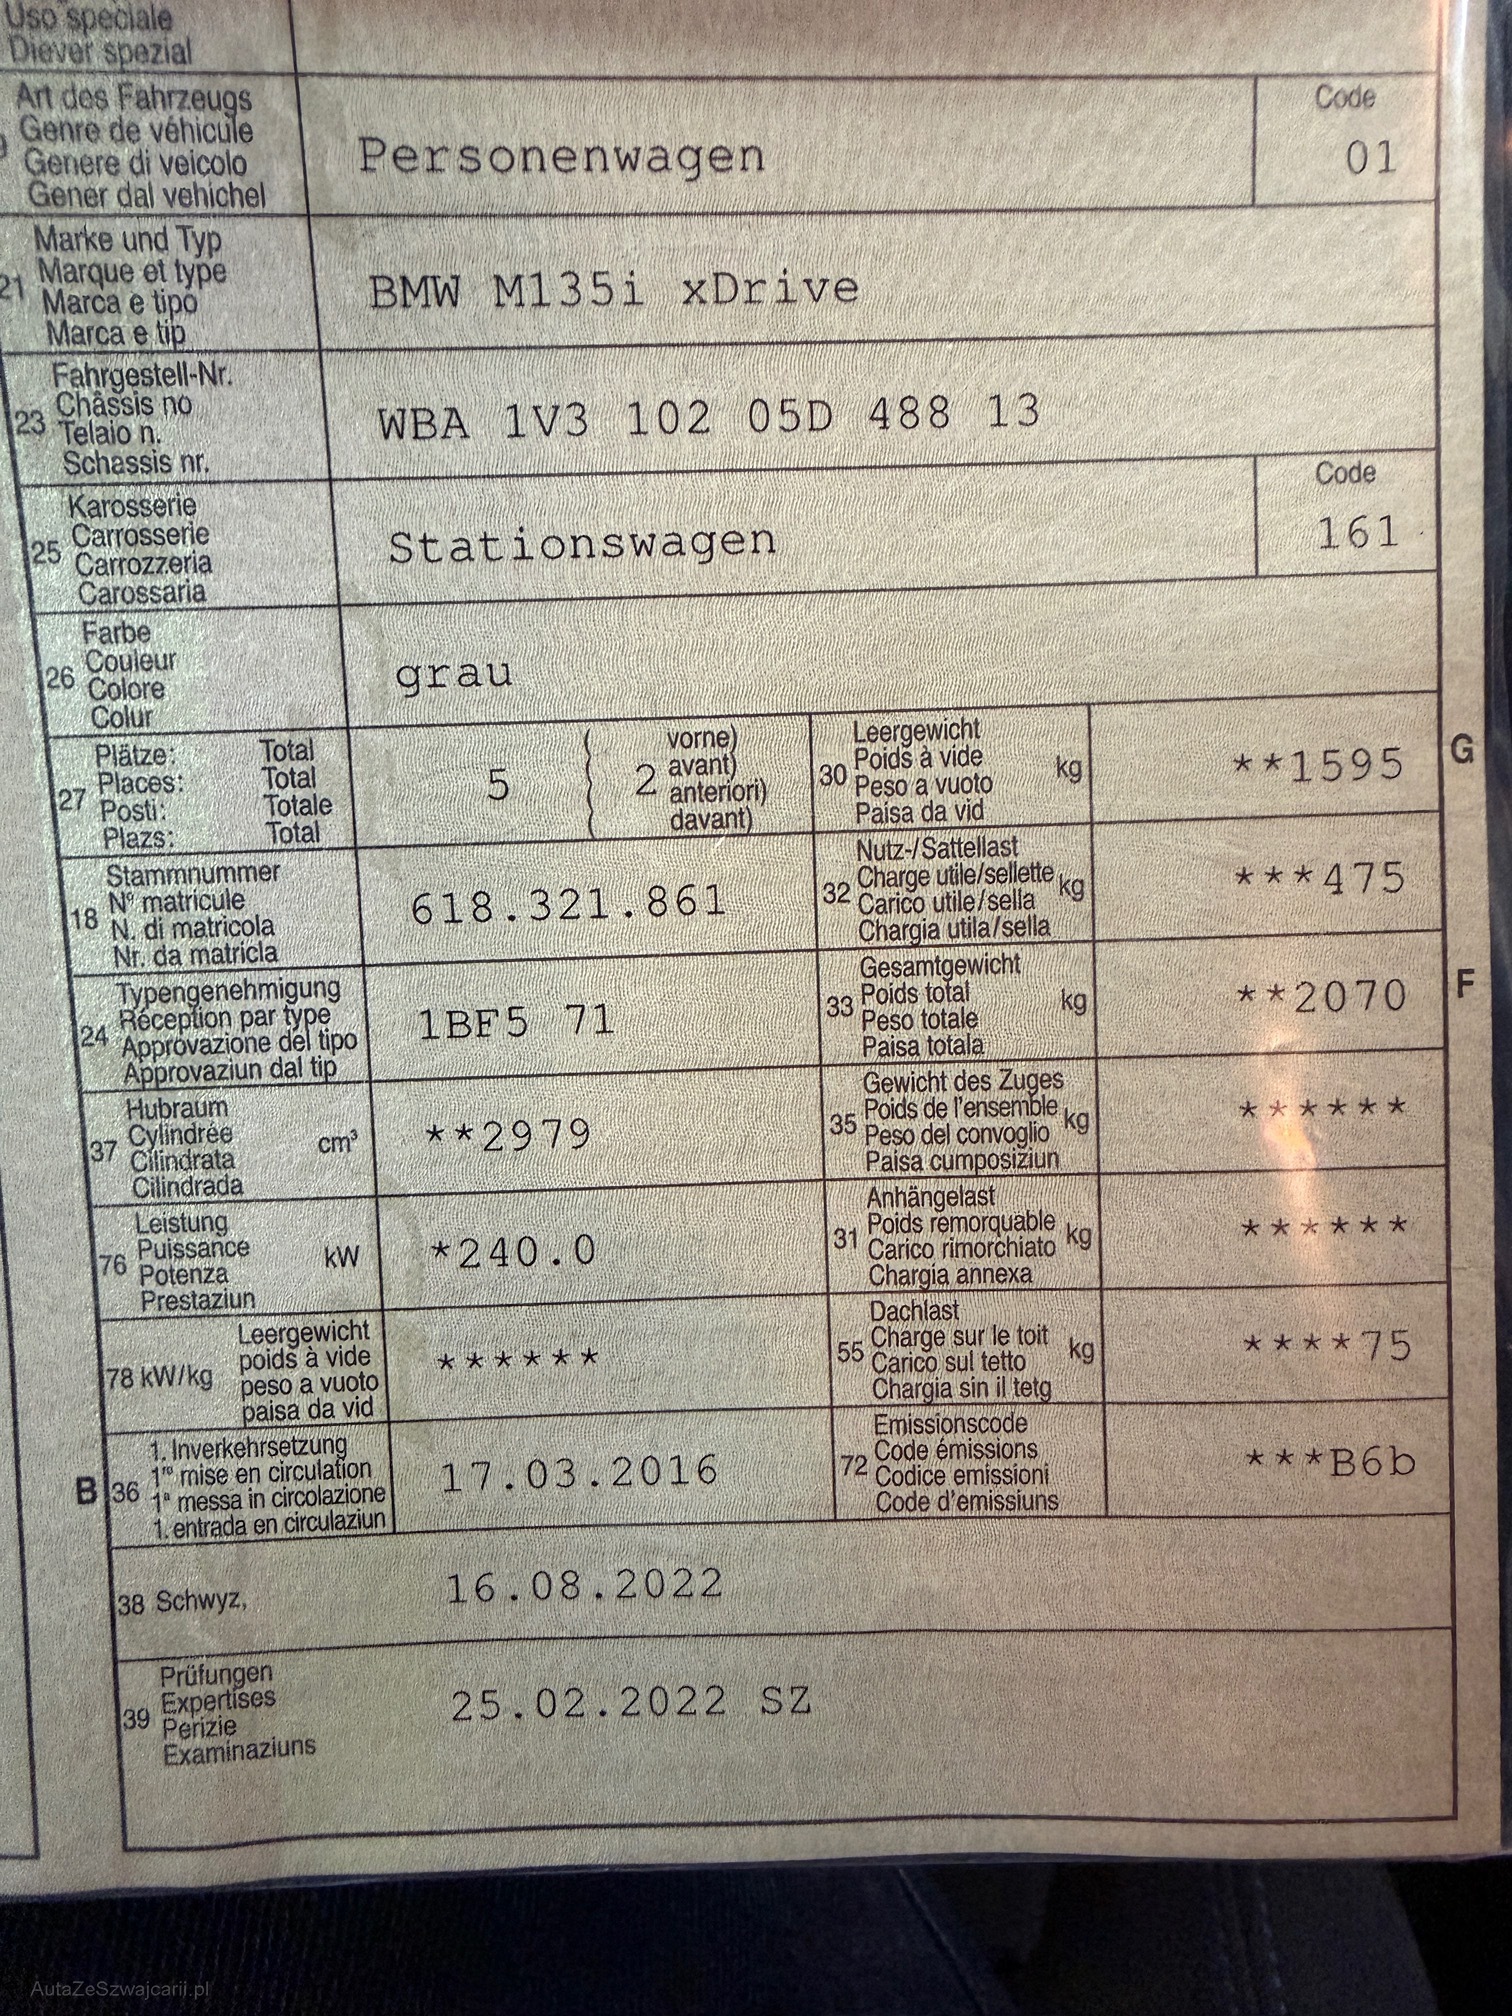 Uso speciale
Diever spezial
Art des Fahrzeugs
Genre de véhicule
Genere di veicolo
Gener dal vehichel
Personenwagen
Code
01
21
Marke und Typ
Marque et type
Marca e tipo
Marca e tip
BMW M135i xDrive
23
Fahrgestell-Nr.
Châssis no
Telaio n.
Schassis nr.
WBA 1V3 102 05D 488 13
25
Karosserie
Carrosserie
Carrozzeria
Carossaria
Stationswagen
Code
161
26
Farbe
Couleur
Colore
Colur
grau
27
Plätze: Total
Places: Total
Posti: Totale
Plazs: Total
5
2
vorne)
avant)
anteriori)
davant)
30
Leergewicht
Poids à vide
Peso a vuoto
Paisa da vid
kg
**1595
G
18
Stammnummer
N° matricule
N. di matricola
Nr. da matricla
618.321.861
32
Nutz-/Sattellast
Charge utile/sellette
Carico utile/sella
Chargia utila/sella
kg
***475
24
Typengenehmigung
Réception par type
Approvazione del tipo
Approvaziun dal tip
1BF5 71
33
Gesamtgewicht
Poids total
Peso totale
Paisa totala
kg
**2070
F
37
Hubraum
Cylindrée
Cilindrata
Cilindrada
cm³
**2979
35
Gewicht des Zuges
Poids de l'ensemble
Peso del convoglio
Paisa cumposiziun
kg
******
76
Leistung
Puissance
Potenza
Prestaziun
kW
*240.0
31
Anhängelast
Poids remorquable
Carico rimorchiato
Chargia annexa
kg
******
78 kW/kg
Leergewicht
poids à vide
peso a vuoto
paisa da vid
******
55
Dachlast
Charge sur le toit
Carico sul tetto
Chargia sin il tetg
kg
****75
B
36
1. Inverkehrsetzung
1re mise en circulation
1a messa in circolazione
1. entrada en circulaziun
17.03.2016
72
Emissionscode
Code émissions
Codice emissioni
Code d'emissiuns
***B6b
38 Schwyz,
16.08.2022
39
Prüfungen
Expertises
Perizie
Examinaziuns
25.02.2022 SZ
AutaZeSzwajcarii.pl